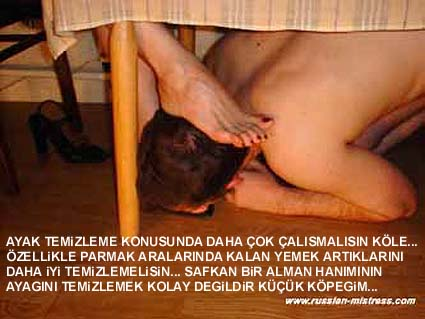 AYAK TEMİZLEME KONUSUNDA DAHA ÇOK ÇALISMALISIN KÖLE...
ÖZELLİKLE PARMAK ARALARINDA KALAN YEMEK ARTIKLARINI
DAHA İYİ TEMİZLEMELİSİN... SAFKAN BİR ALMAN HANIMININ
AYAGINI TEMİZLEMEK KOLAY DEGİLDİR KÜÇÜK KÖPEGİM...
www.russian-mistress.com